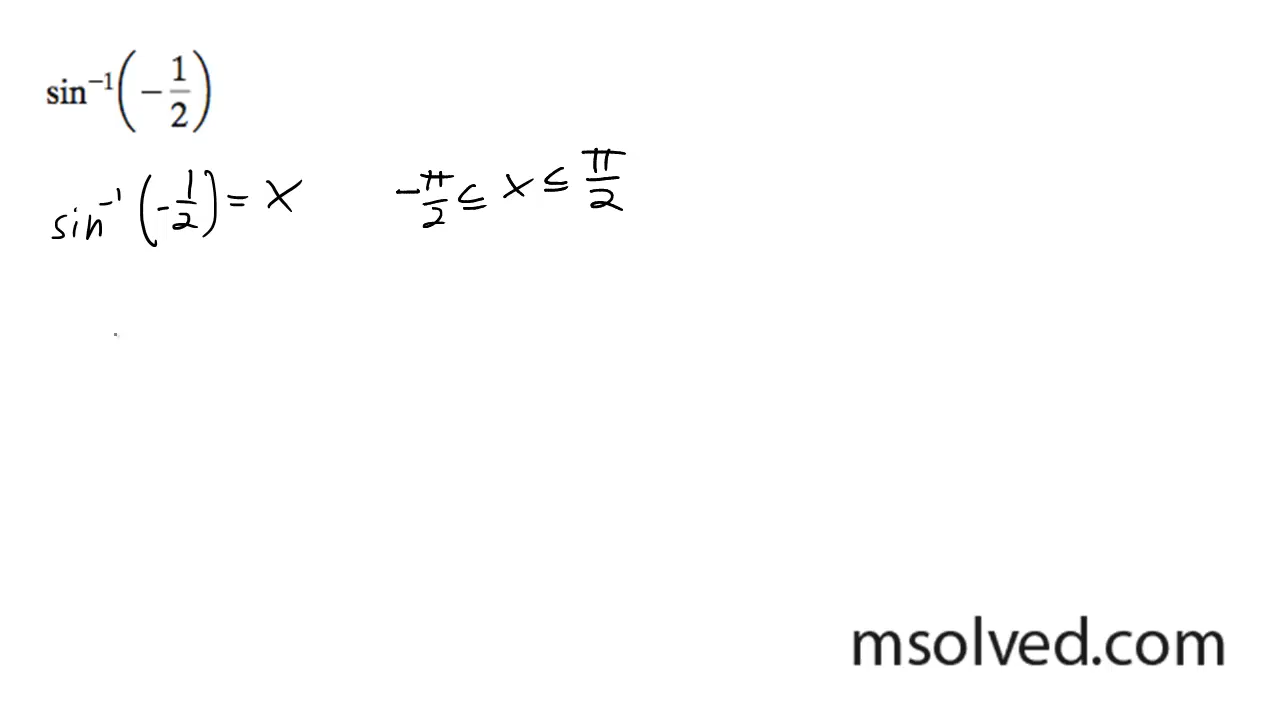 sin⁻¹(−1/2)
sin⁻¹(-1/2) = x    -π/2 ≤ x ≤ π/2
msolved.com